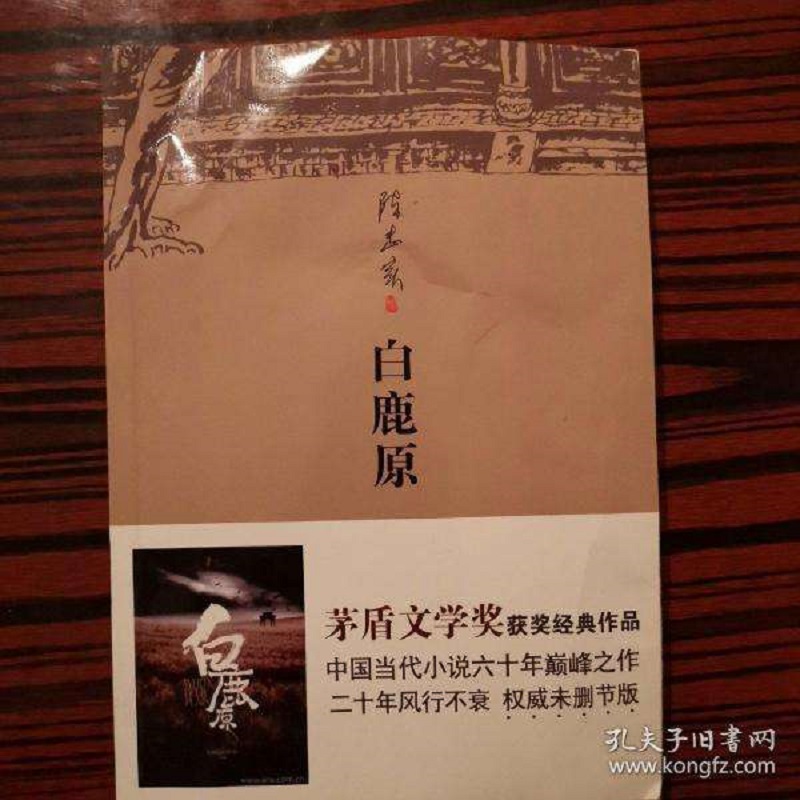 陈忠实
白鹿原
茅盾文学奖获奖经典作品
中国当代小说六十年巅峰之作
二十年风行不衰 权威未删节版
白鹿原
孔夫子旧書网
www.kongfz.com